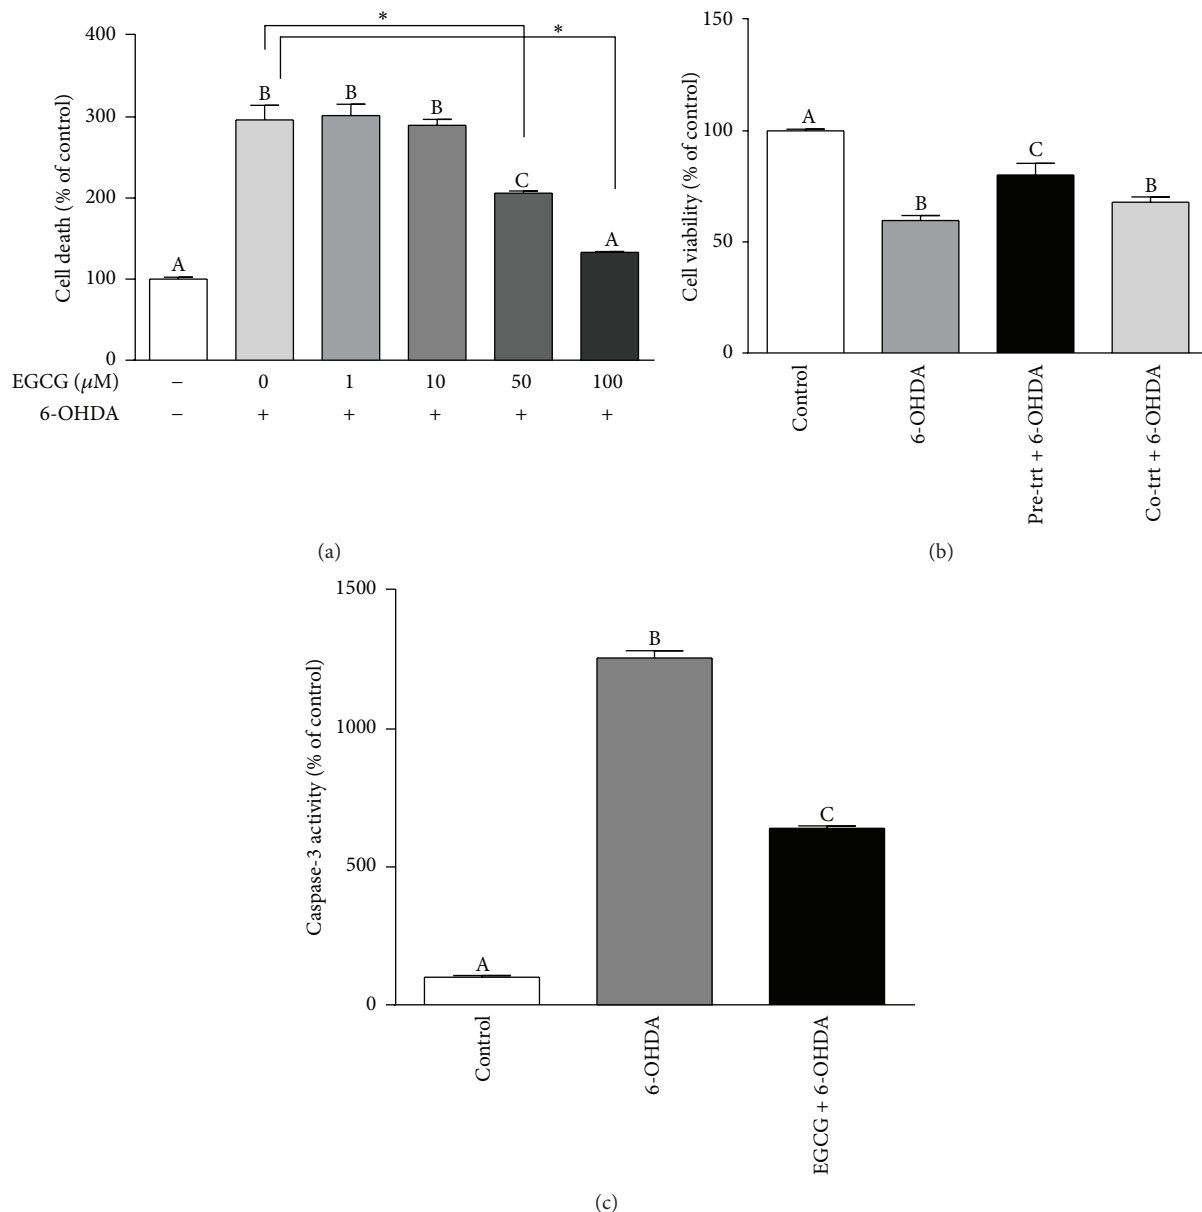 Cell death (% of control)
400
300
200
100
0
*
*
A
B
B
B
C
A
EGCG (μM) – 0 1 10 50 100
6-OHDA – + + + + +
(a)
Cell viability (% of control)
150
100
50
0
A
B
C
B
Control
6-OHDA
Pre-trt + 6-OHDA
Co-trt + 6-OHDA
(b)
Caspase-3 activity (% of control)
1500
1000
500
0
A
B
C
Control
6-OHDA
EGCG + 6-OHDA
(c)